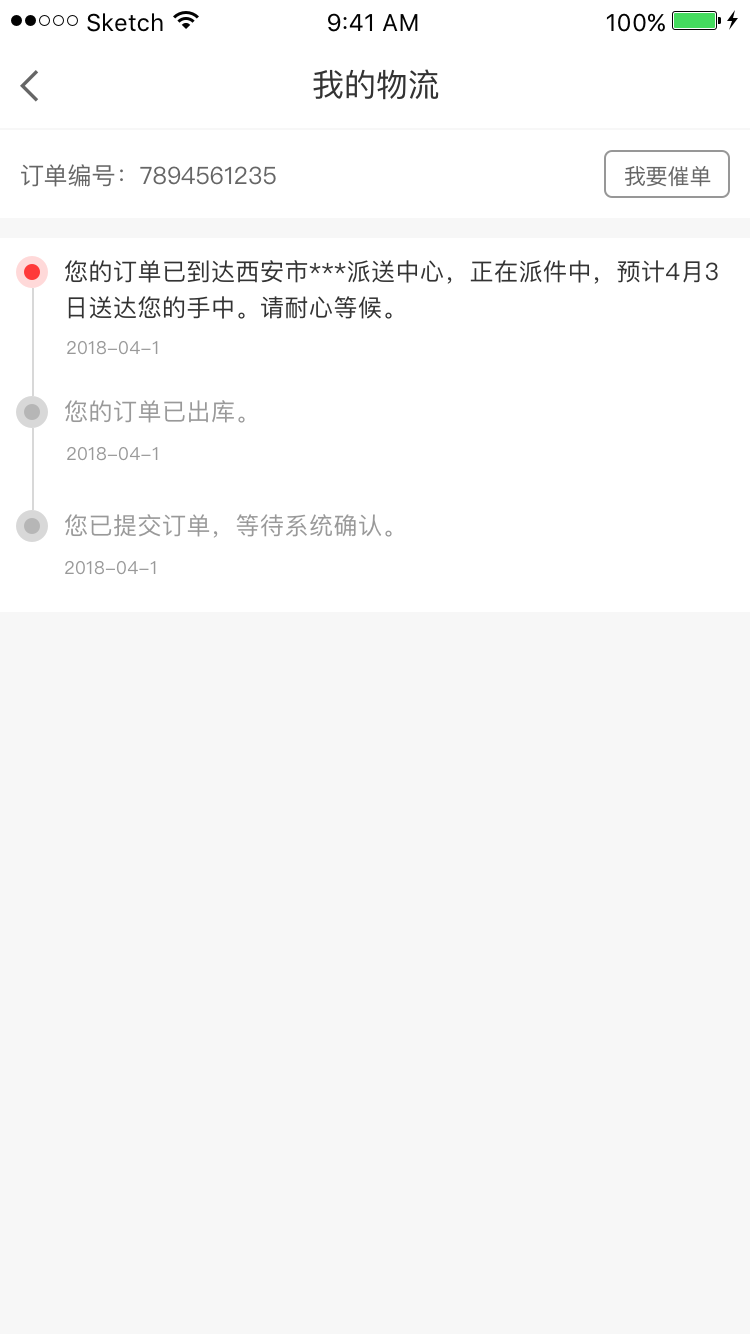 Sketch 9:41 AM 100%
我的物流
订单编号：7894561235 我要催单
您的订单已到达西安市***派送中心，正在派件中，预计4月3
日送达您的手中。请耐心等候。
2018-04-1
您的订单已出库。
2018-04-1
您已提交订单，等待系统确认。
2018-04-1